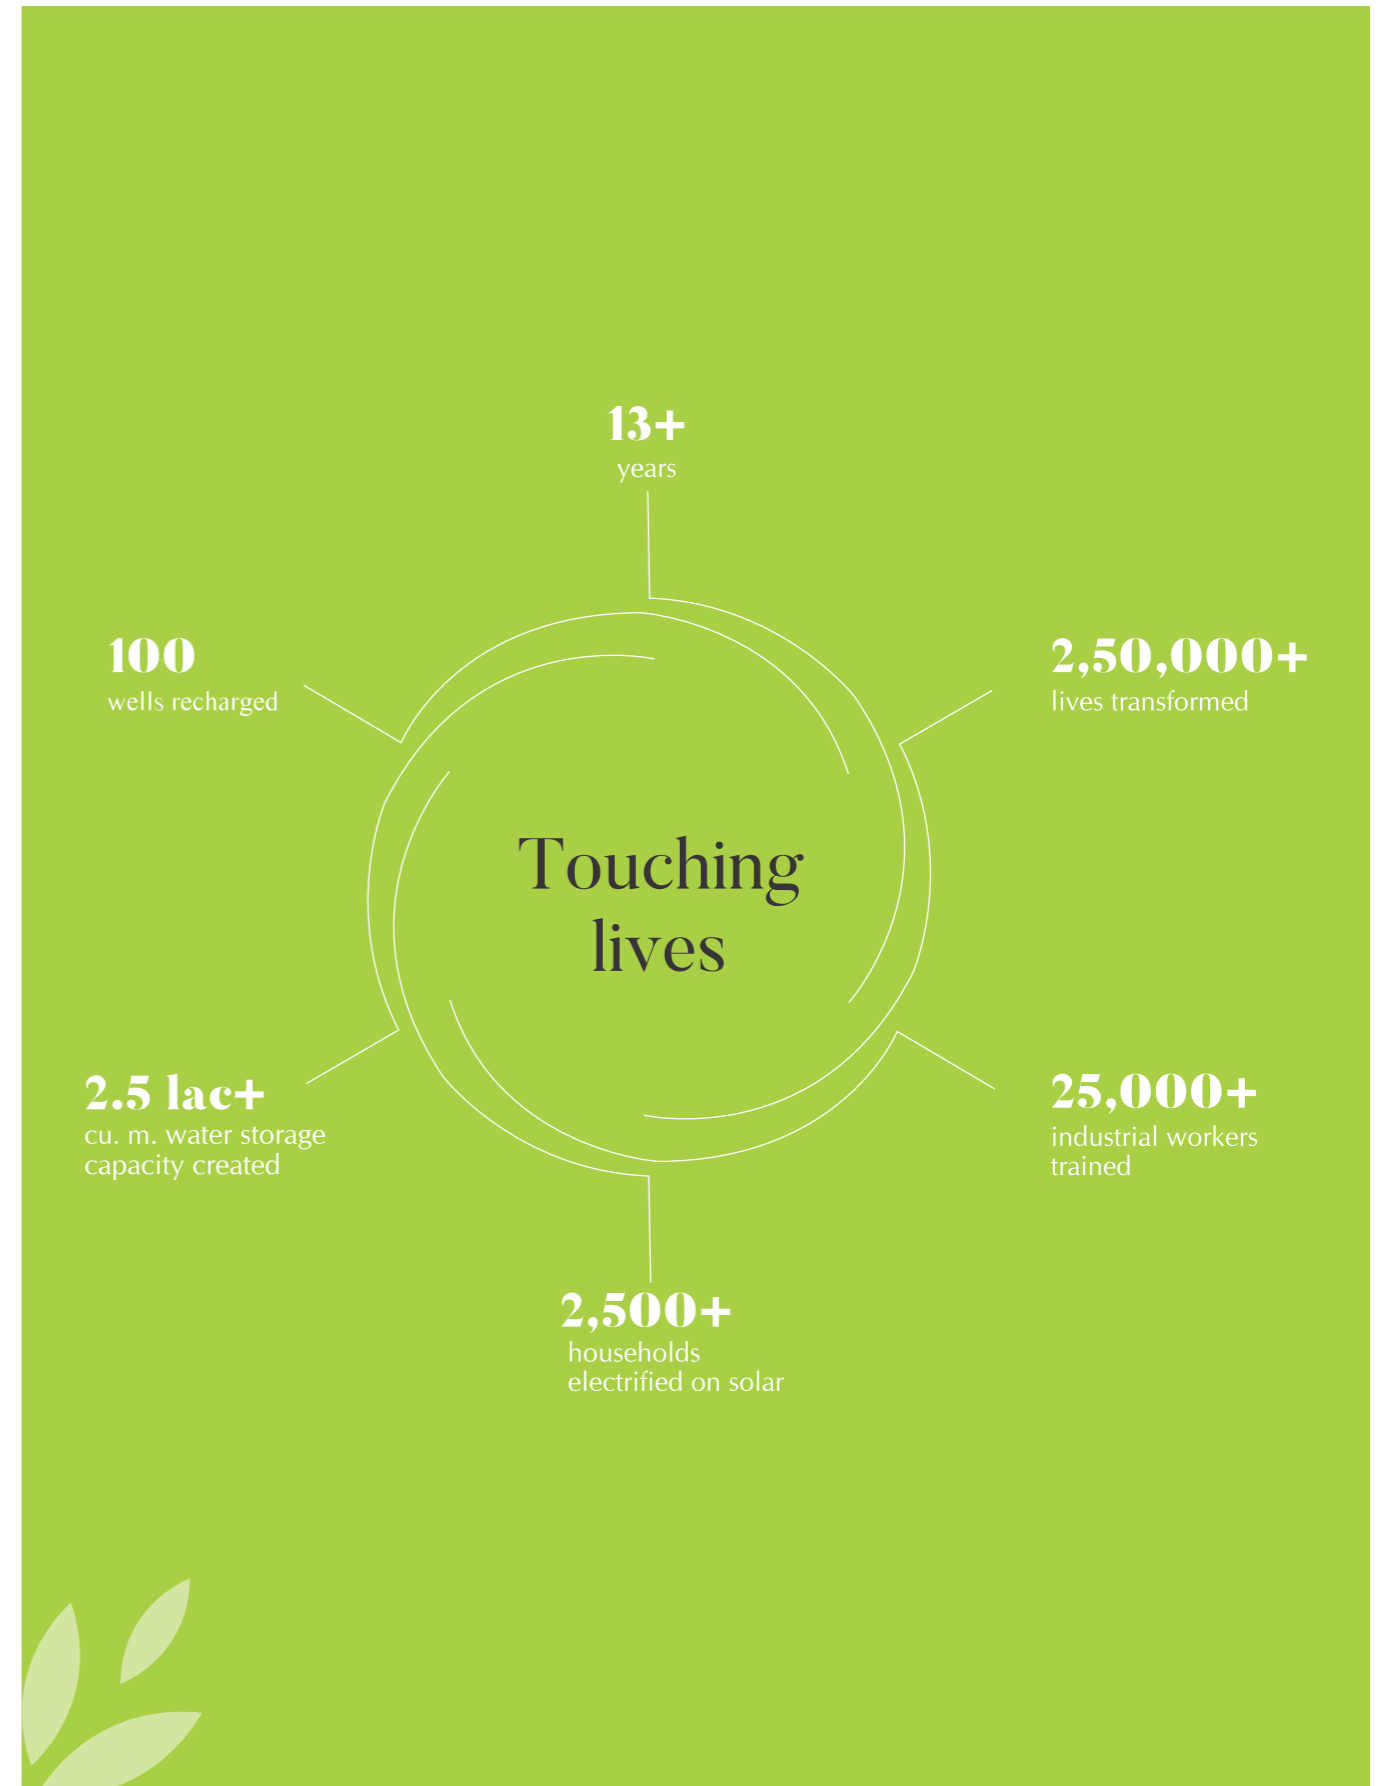 13+
years
100
wells recharged
2,50,000+
lives transformed
Touching
lives
2.5 lac+
cu. m. water storage
capacity created
25,000+
industrial workers
trained
2,500+
households
electrified on solar